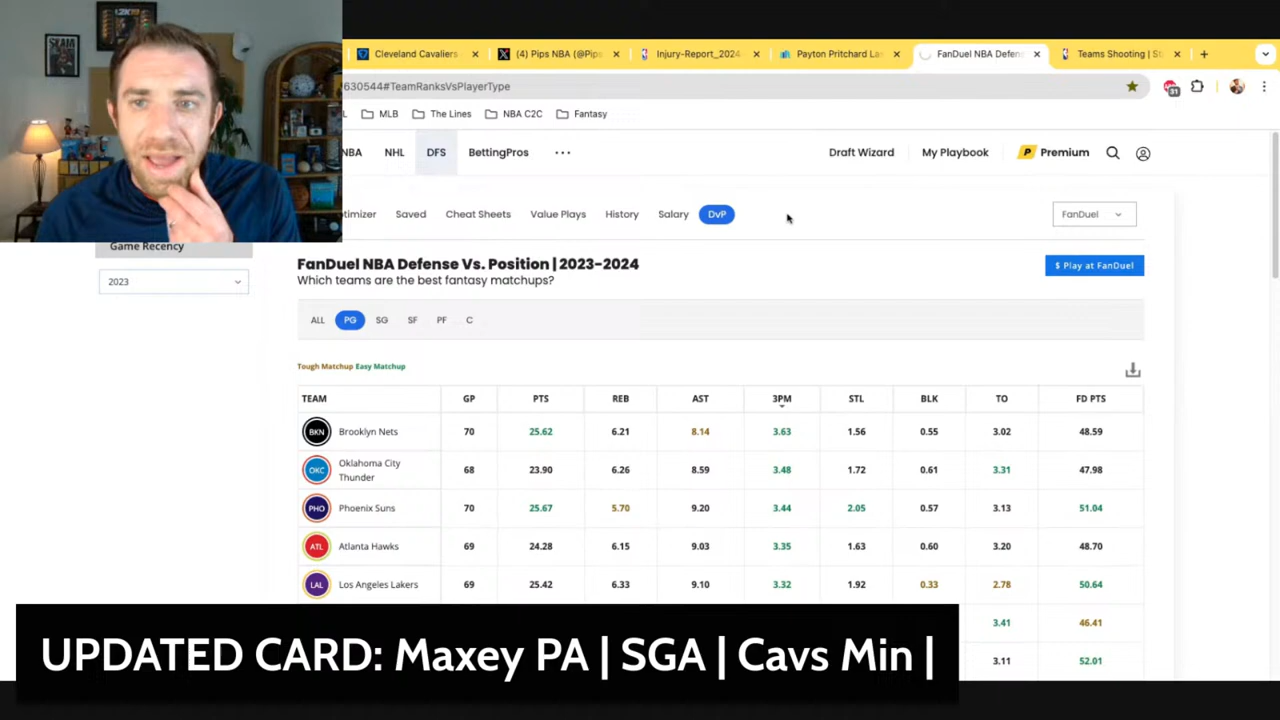 SLAM
2K
Cleveland Cavaliers
(4) Pips NBA (@Pips
Injury-Report_2024
Payton Pritchard Las
FanDuel NBA Defens
Teams Shooting | St
630544#TeamRanksVsPlayerType
31
L
MLB
The Lines
NBA C2C
Fantasy
NBA
NHL
DFS
BettingPros
Draft Wizard
My Playbook
P Premium
timizer
Saved
Cheat Sheets
Value Plays
History
Salary
DvP
FanDuel
Game Recency
2023
FanDuel NBA Defense Vs. Position | 2023-2024
Which teams are the best fantasy matchups?
$ Play at FanDuel
ALL PG SG SF PF C
Tough Matchup Easy Matchup
TEAM GP PTS REB AST 3PM STL BLK TO FD PTS
BKN Brooklyn Nets 70 25.62 6.21 8.14 3.63 1.56 0.55 3.02 48.59
OKC Oklahoma City Thunder 68 23.90 6.26 8.59 3.48 1.72 0.61 3.31 47.98
PHO Phoenix Suns 70 25.67 5.70 9.20 3.44 2.05 0.57 3.13 51.04
ATL Atlanta Hawks 69 24.28 6.15 9.03 3.35 1.63 0.60 3.20 48.70
LAL Los Angeles Lakers 69 25.42 6.33 9.10 3.32 1.92 0.33 2.78 50.64
3.41 46.41
3.11 52.01
UPDATED CARD: Maxey PA | SGA | Cavs Min |